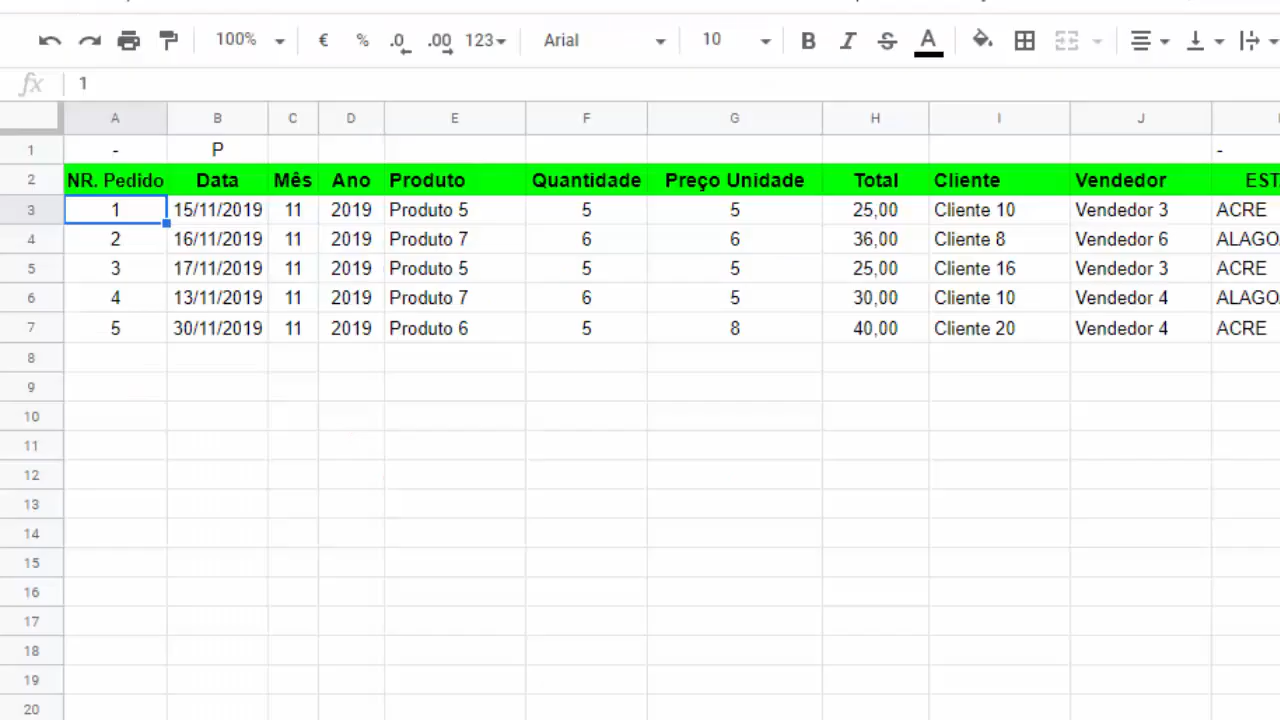 100% € % .0 .00 123 Arial 10 B I S A
fx 1
A B C D E F G H I J
1 - P -
2 NR. Pedido Data Mês Ano Produto Quantidade Preço Unidade Total Cliente Vendedor EST
3 1 15/11/2019 11 2019 Produto 5 5 5 25,00 Cliente 10 Vendedor 3 ACRE
4 2 16/11/2019 11 2019 Produto 7 6 6 36,00 Cliente 8 Vendedor 6 ALAGO
5 3 17/11/2019 11 2019 Produto 5 5 5 25,00 Cliente 16 Vendedor 3 ACRE
6 4 13/11/2019 11 2019 Produto 7 6 5 30,00 Cliente 10 Vendedor 4 ALAGO
7 5 30/11/2019 11 2019 Produto 6 5 8 40,00 Cliente 20 Vendedor 4 ACRE
8
9
10
11
12
13
14
15
16
17
18
19
20